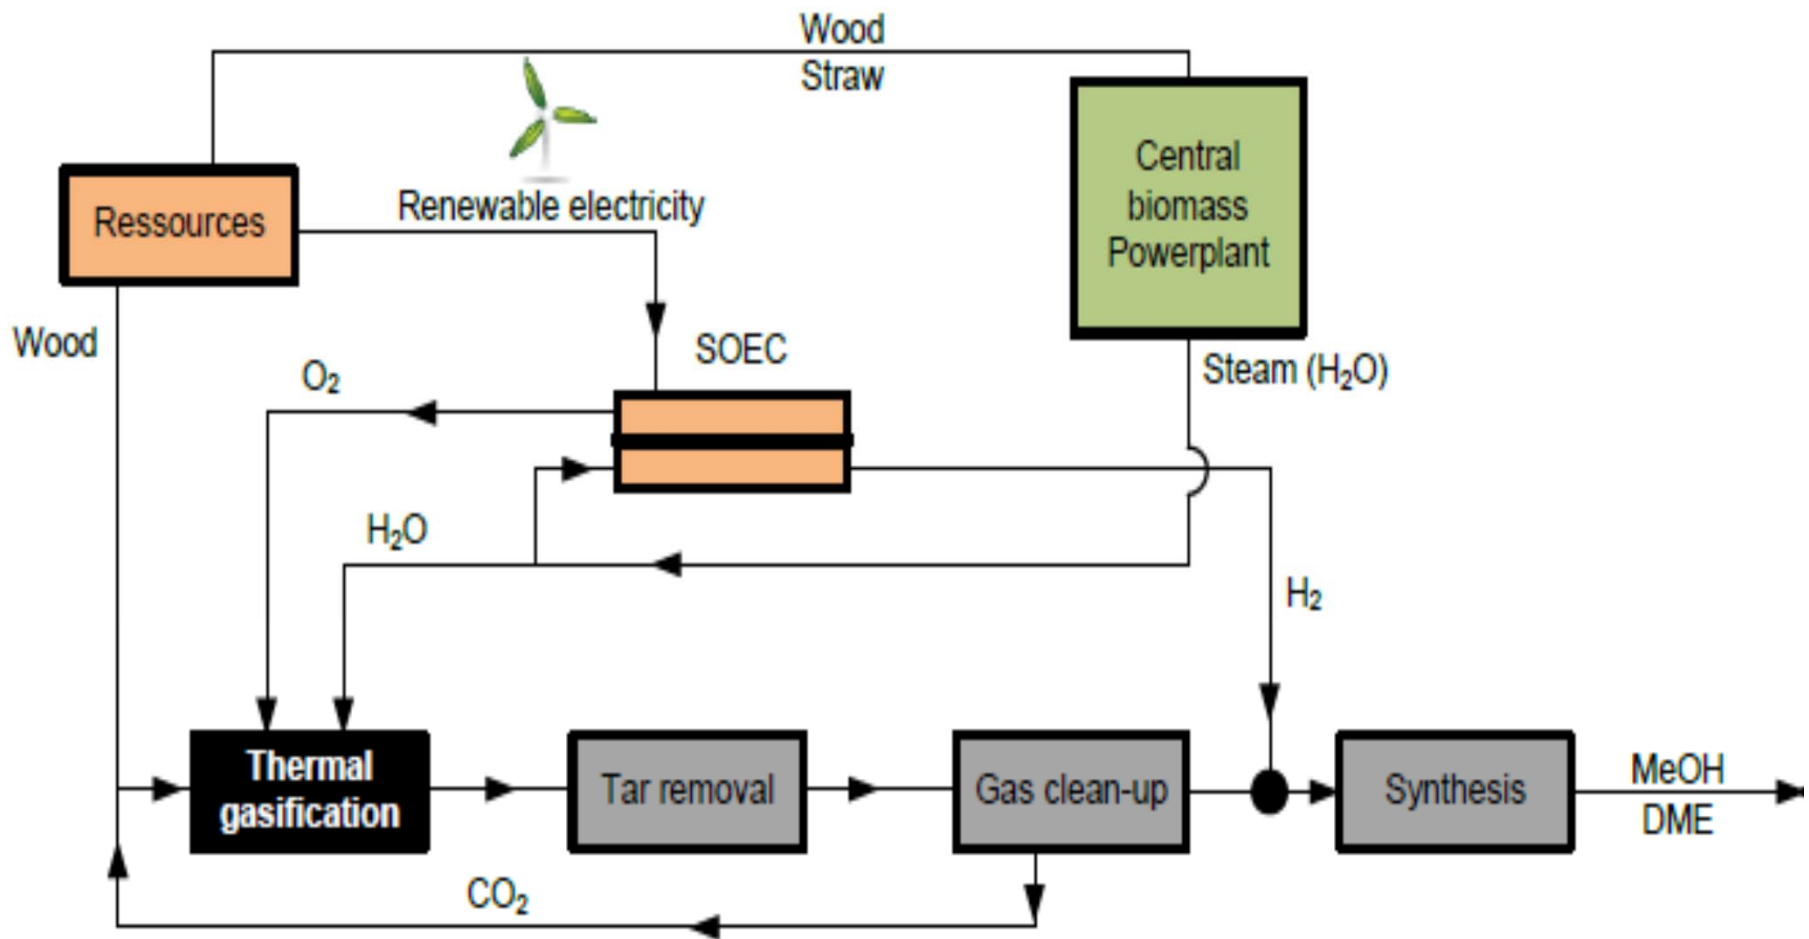 Wood
Straw
Central
biomass
Powerplant
Ressources
Renewable electricity
Wood
SOEC
Steam (H₂O)
O₂
H₂O
H₂
Thermal
gasification
Tar removal
Gas clean-up
Synthesis
MeOH
DME
CO₂